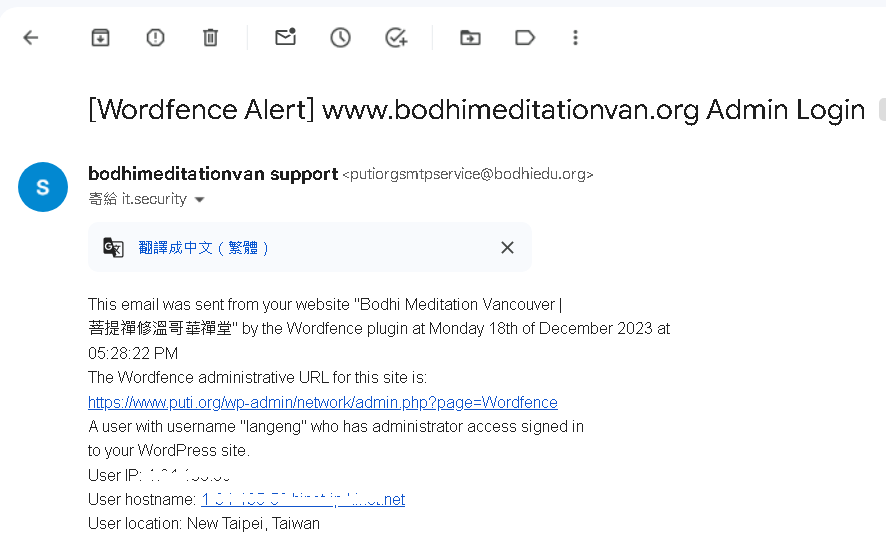 [Wordfence Alert] www.bodhimeditationvan.org Admin Login
S
bodhimeditationvan support <putiorgsmtpservice@bodhiedu.org>
寄給 it.security
翻譯成中文（繁體）
This email was sent from your website "Bodhi Meditation Vancouver |
菩提禪修溫哥華禪堂" by the Wordfence plugin at Monday 18th of December 2023 at
05:28:22 PM
The Wordfence administrative URL for this site is:
https://www.puti.org/wp-admin/network/admin.php?page=Wordfence
A user with username "langeng" who has administrator access signed in
to your WordPress site.
User IP:
User hostname:
User location: New Taipei, Taiwan